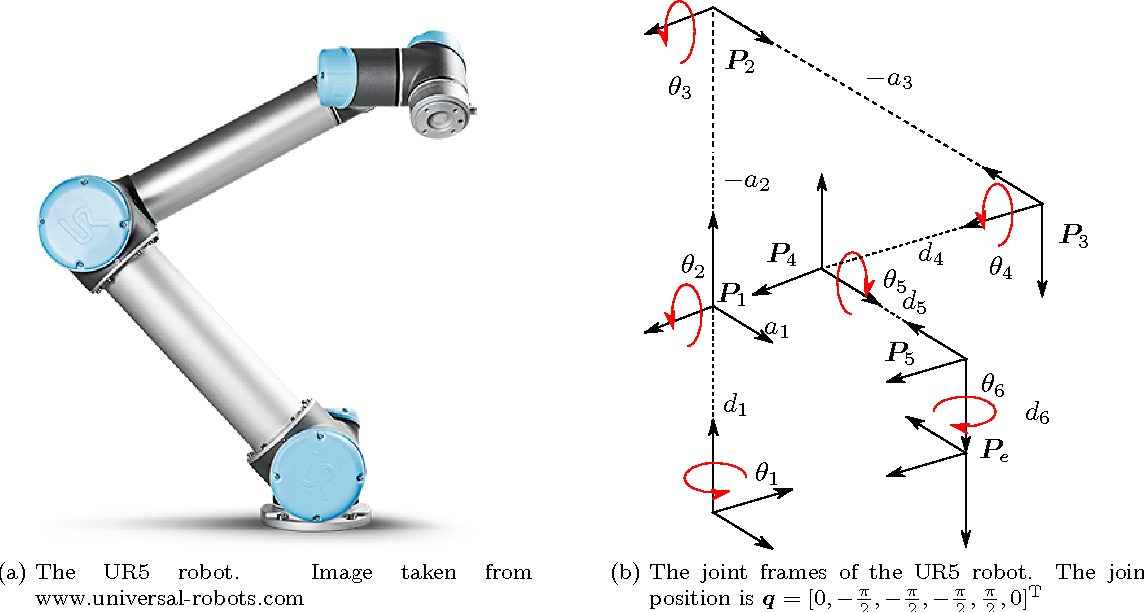 P₂
θ₃
−a₃
−a₂
P₃
d₄
θ₄
P₄
θ₂
θ₅
P₁
d₅
a₁
P₅
θ₆
d₁
d₆
Pₑ
θ₁
UR
(a) The UR5 robot. Image taken from
www.universal-robots.com
(b) The joint frames of the UR5 robot. The join
position is q = [0, −π/2, −π/2, −π/2, π/2, 0]ᵀ